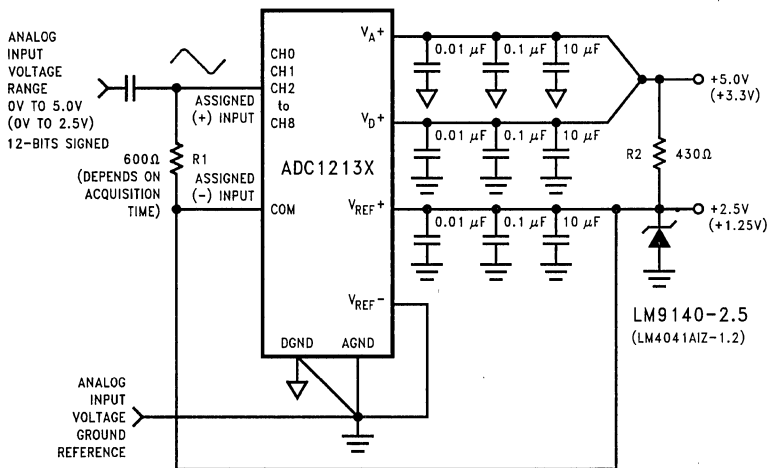 ANALOG
INPUT
VOLTAGE
RANGE
0V TO 5.0V
(0V TO 2.5V)
12-BITS SIGNED
600Ω
R1
(DEPENDS ON
ACQUISITION
TIME)
ASSIGNED
(+) INPUT
ASSIGNED
(-) INPUT
CH0
CH1
CH2
to
CH8
COM
ADC1213X
VA+
VD+
VREF+
VREF-
DGND
AGND
0.01 µF
0.1 µF
10 µF
0.01 µF
0.1 µF
10 µF
0.01 µF
0.1 µF
10 µF
+5.0V
(+3.3V)
R2
430Ω
+2.5V
(+1.25V)
LM9140-2.5
(LM4041AIZ-1.2)
ANALOG
INPUT
VOLTAGE
GROUND
REFERENCE